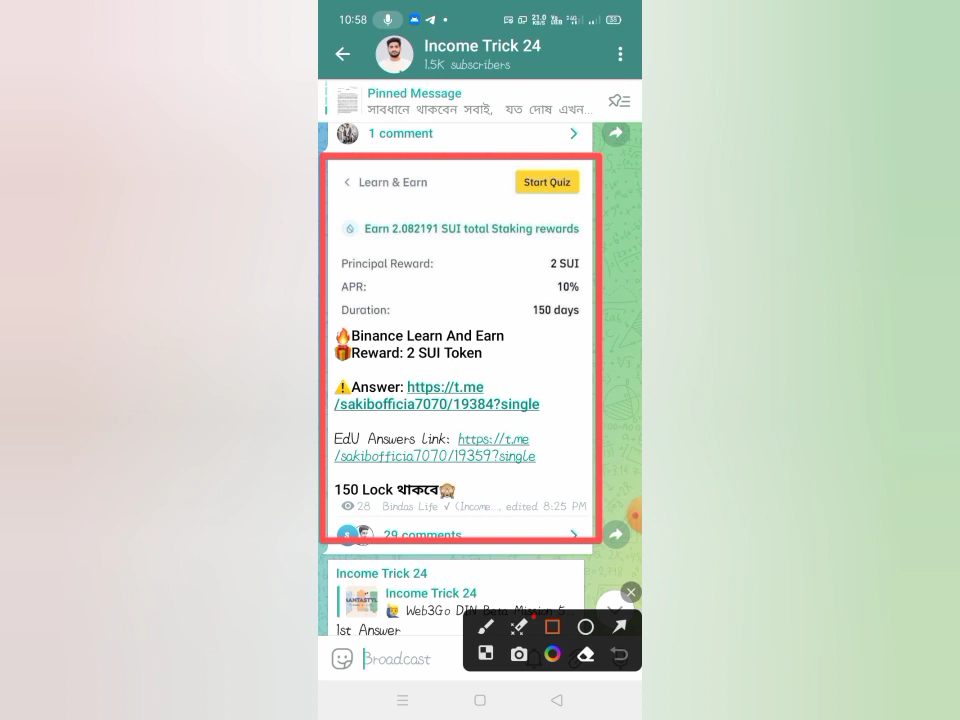 10:58
21.0 KB/S
Income Trick 24
1.5K subscribers
Pinned Message
সাবধানে থাকবেন সবাই, যত দোষ এখন...
1 comment
Learn & Earn
Start Quiz
Earn 2.082191 SUI total Staking rewards
Principal Reward: 2 SUI
APR: 10%
Duration: 150 days
🔥Binance Learn And Earn
🎁Reward: 2 SUI Token
⚠️Answer: https://t.me
/sakibofficia7070/19384?single
EdU Answers link: https://t.me
/sakibofficia7070/19359?single
150 Lock থাকবে🙈
28 Bindas Life √ (Income..., edited 8:25 PM
29 comments
Income Trick 24
Income Trick 24
🙋‍♂️ Web3Go DIN Beta Mission 5
1st Answer
Broadcast